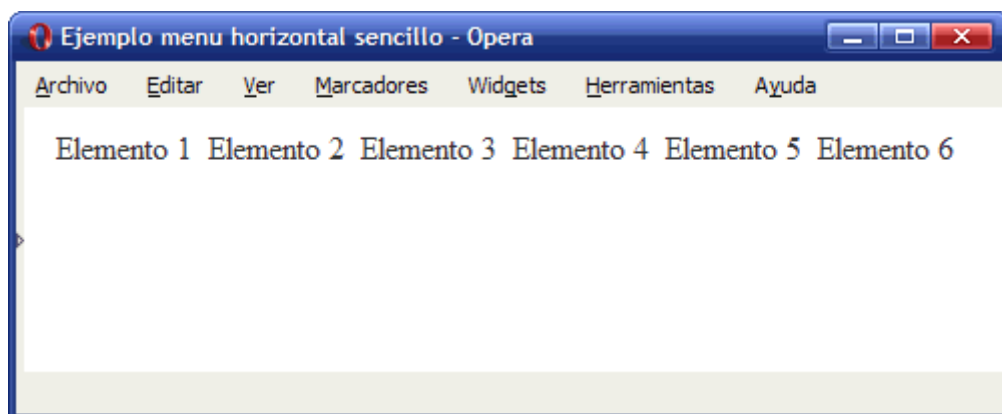 Ejemplo menu horizontal sencillo - Opera
Archivo Editar Ver Marcadores Widgets Herramientas Ayuda
Elemento 1 Elemento 2 Elemento 3 Elemento 4 Elemento 5 Elemento 6